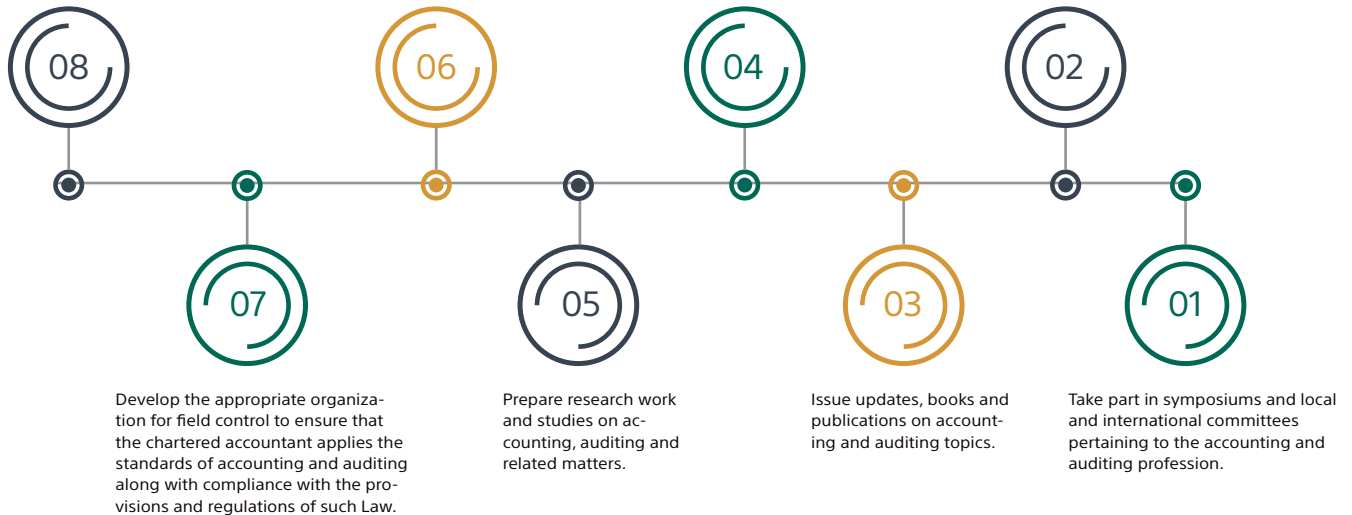 08
06
04
02
07
05
03
01
Develop the appropriate organiza-
tion for field control to ensure that
the chartered accountant applies the
standards of accounting and auditing
along with compliance with the pro-
visions and regulations of such Law.
Prepare research work
and studies on ac-
counting, auditing and
related matters.
Issue updates, books and
publications on account-
ing and auditing topics.
Take part in symposiums and local
and international committees
pertaining to the accounting and
auditing profession.